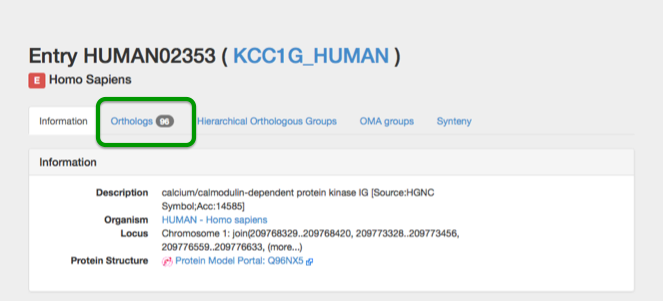 Entry HUMAN02353 ( KCC1G_HUMAN )
E Homo Sapiens
Information Orthologs 96 Hierarchical Orthologous Groups OMA groups Synteny
Information
Description calcium/calmodulin-dependent protein kinase IG [Source:HGNC
Symbol;Acc:14585]
Organism HUMAN - Homo sapiens
Locus Chromosome 1: join(209768329..209768420, 209773328..209773456,
209776559..209776633, (more...)
Protein Structure Protein Model Portal: Q96NX5